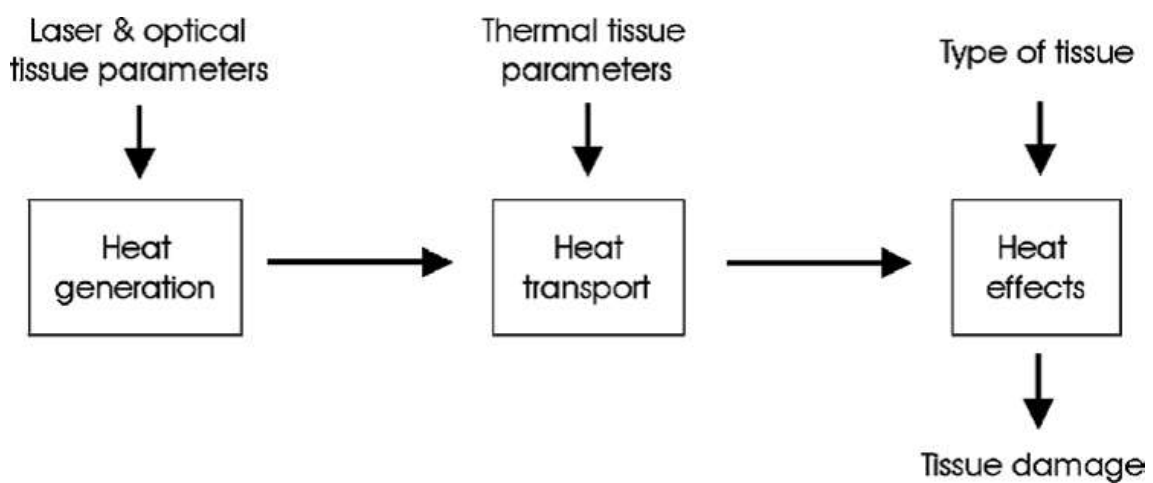 Laser & optical
tissue parameters
Thermal tissue
parameters
Type of tissue
Heat
generation
Heat
transport
Heat
effects
Tissue damage